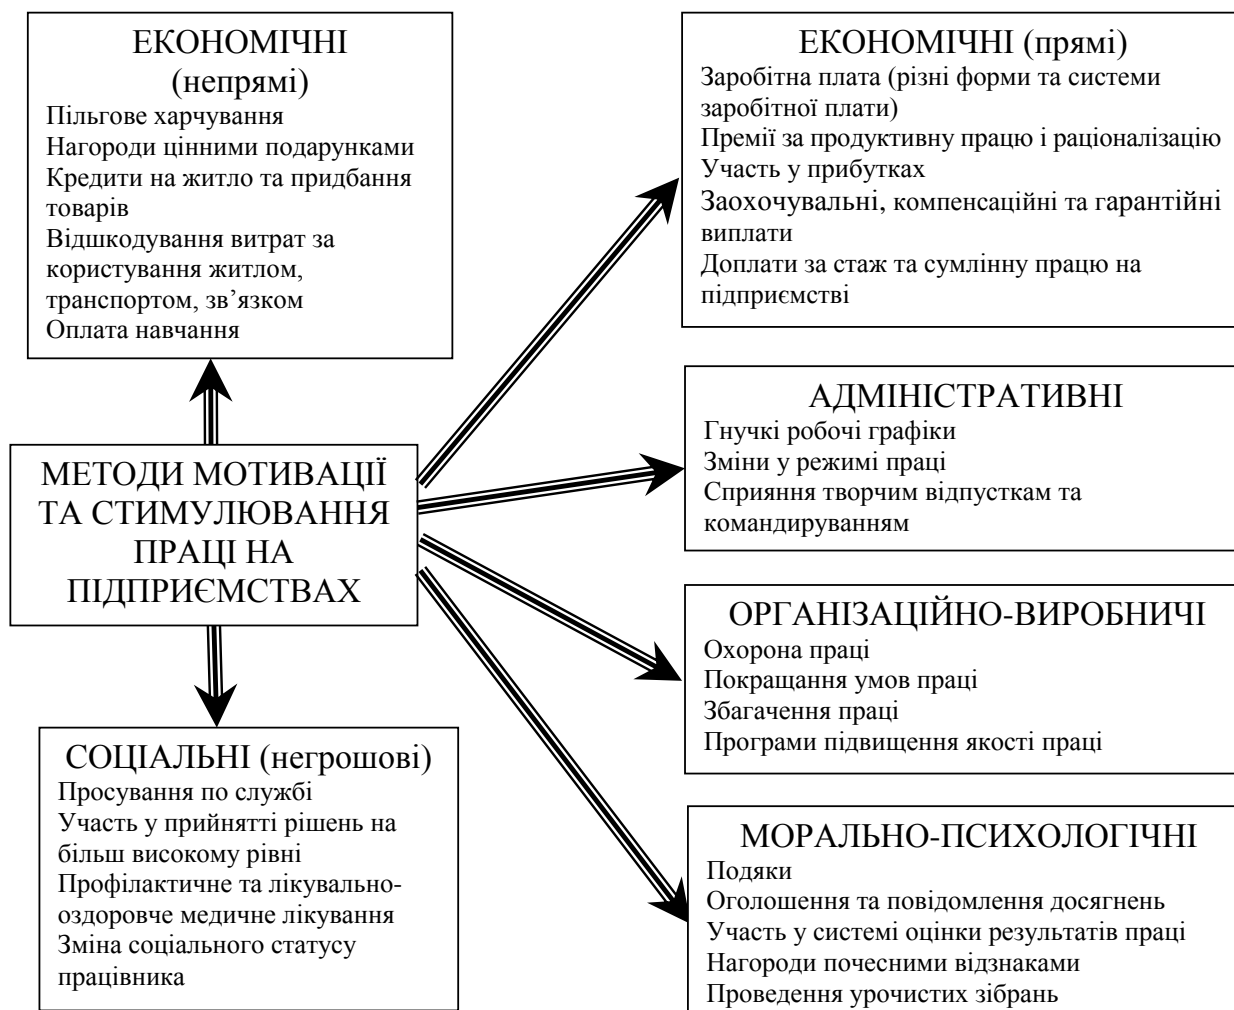 ЕКОНОМІЧНІ
(непрямі)
Пільгове харчування
Нагороди цінними подарунками
Кредити на житло та придбання
товарів
Відшкодування витрат за
користування житлом,
транспортом, зв’язком
Оплата навчання
ЕКОНОМІЧНІ (прямі)
Заробітна плата (різні форми та системи
заробітної плати)
Премії за продуктивну працю і раціоналізацію
Участь у прибутках
Заохочувальні, компенсаційні та гарантійні
виплати
Доплати за стаж та сумлінну працю на
підприємстві
МЕТОДИ МОТИВАЦІЇ
ТА СТИМУЛЮВАННЯ
ПРАЦІ НА
ПІДПРИЄМСТВАХ
АДМІНІСТРАТИВНІ
Гнучкі робочі графіки
Зміни у режимі праці
Сприяння творчим відпусткам та
командируванням
ОРГАНІЗАЦІЙНО-ВИРОБНИЧІ
Охорона праці
Покращання умов праці
Збагачення праці
Програми підвищення якості праці
СОЦІАЛЬНІ (негрошові)
Просування по службі
Участь у прийнятті рішень на
більш високому рівні
Профілактичне та лікувально-
оздоровче медичне лікування
Зміна соціального статусу
працівника
МОРАЛЬНО-ПСИХОЛОГІЧНІ
Подяки
Оголошення та повідомлення досягнень
Участь у системі оцінки результатів праці
Нагороди почесними відзнаками
Проведення урочистих зібрань